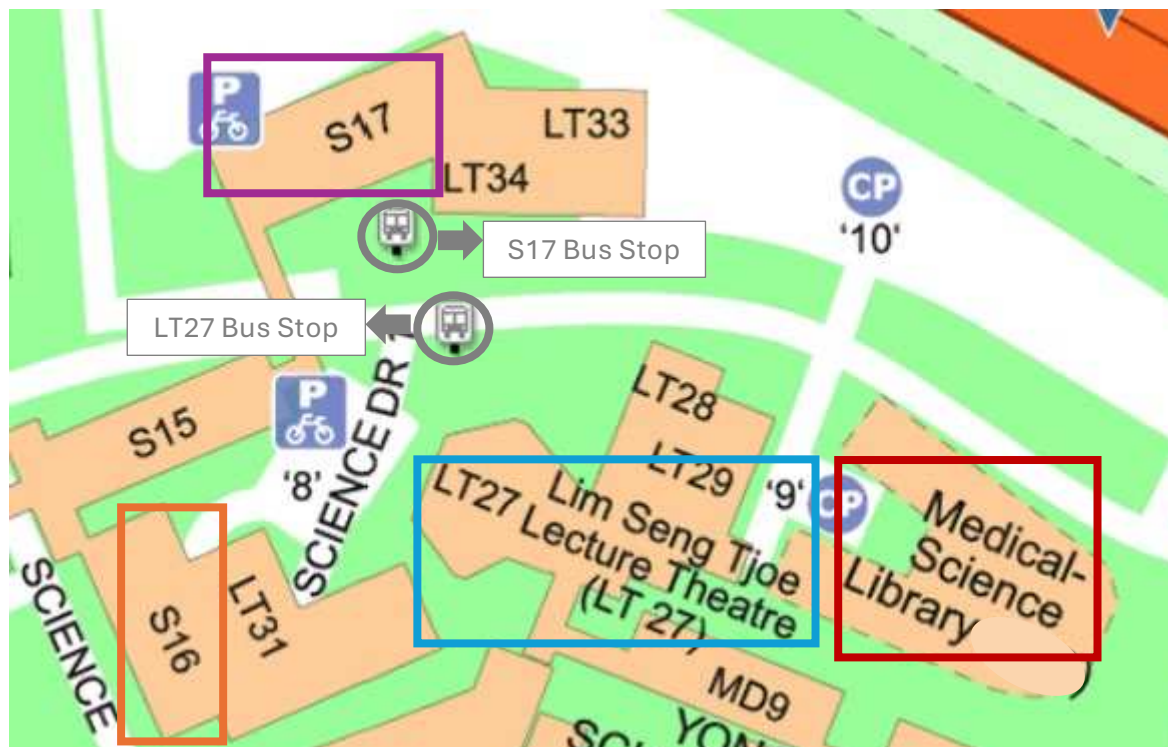 P
S17
LT33
LT34
CP
'10'
S17 Bus Stop
LT27 Bus Stop
SCIENCE DR 1
P
S15
'8'
LT28
LT29
LT27
Lim Seng Tjoe
Lecture Theatre
(LT 27)
'9'
CP
Medical-
Science
Library
S16
LT31
SCIENCE
MD9